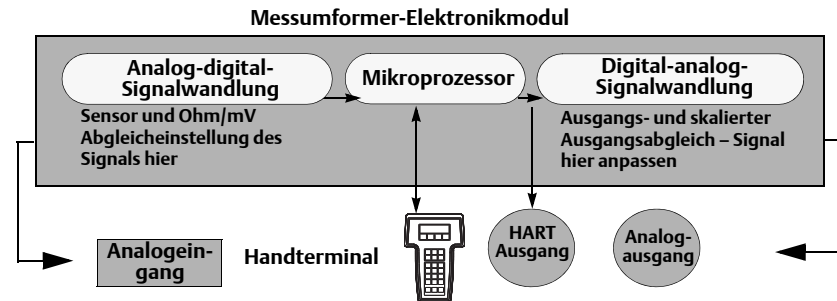 Messumformer-Elektronikmodul
Analog-digital-
Signalwandlung
Mikroprozessor
Digital-analog-
Signalwandlung
Sensor und Ohm/mV
Abgleicheinstellung des
Signals hier
Ausgangs- und skalierter
Ausgangsabgleich – Signal
hier anpassen
Analogein-
gang
Handterminal
HART
Ausgang
Analog-
ausgang